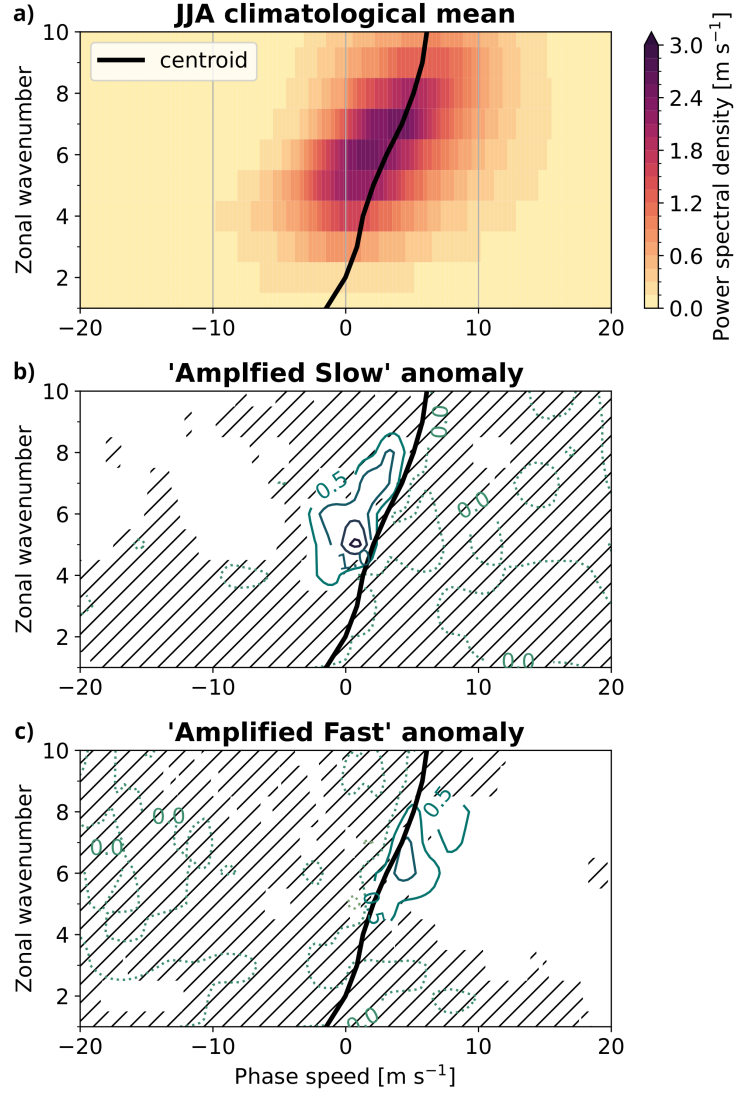 a) JJA climatological mean
centroid
10
8
6
4
2
Zonal wavenumber
−20 −10 0 10 20
3.0
2.4
1.8
1.2
0.6
0.0
Power spectral density [m s⁻¹]
b) 'Amplfied Slow' anomaly
10
8
6
4
2
Zonal wavenumber
0.0
0.5
0.0
1.0
0.0
−20 −10 0 10 20
c) 'Amplified Fast' anomaly
10
8
6
4
2
Zonal wavenumber
0.5
0.0
0.0
0.5
0.0
−20 −10 0 10 20
Phase speed [m s⁻¹]